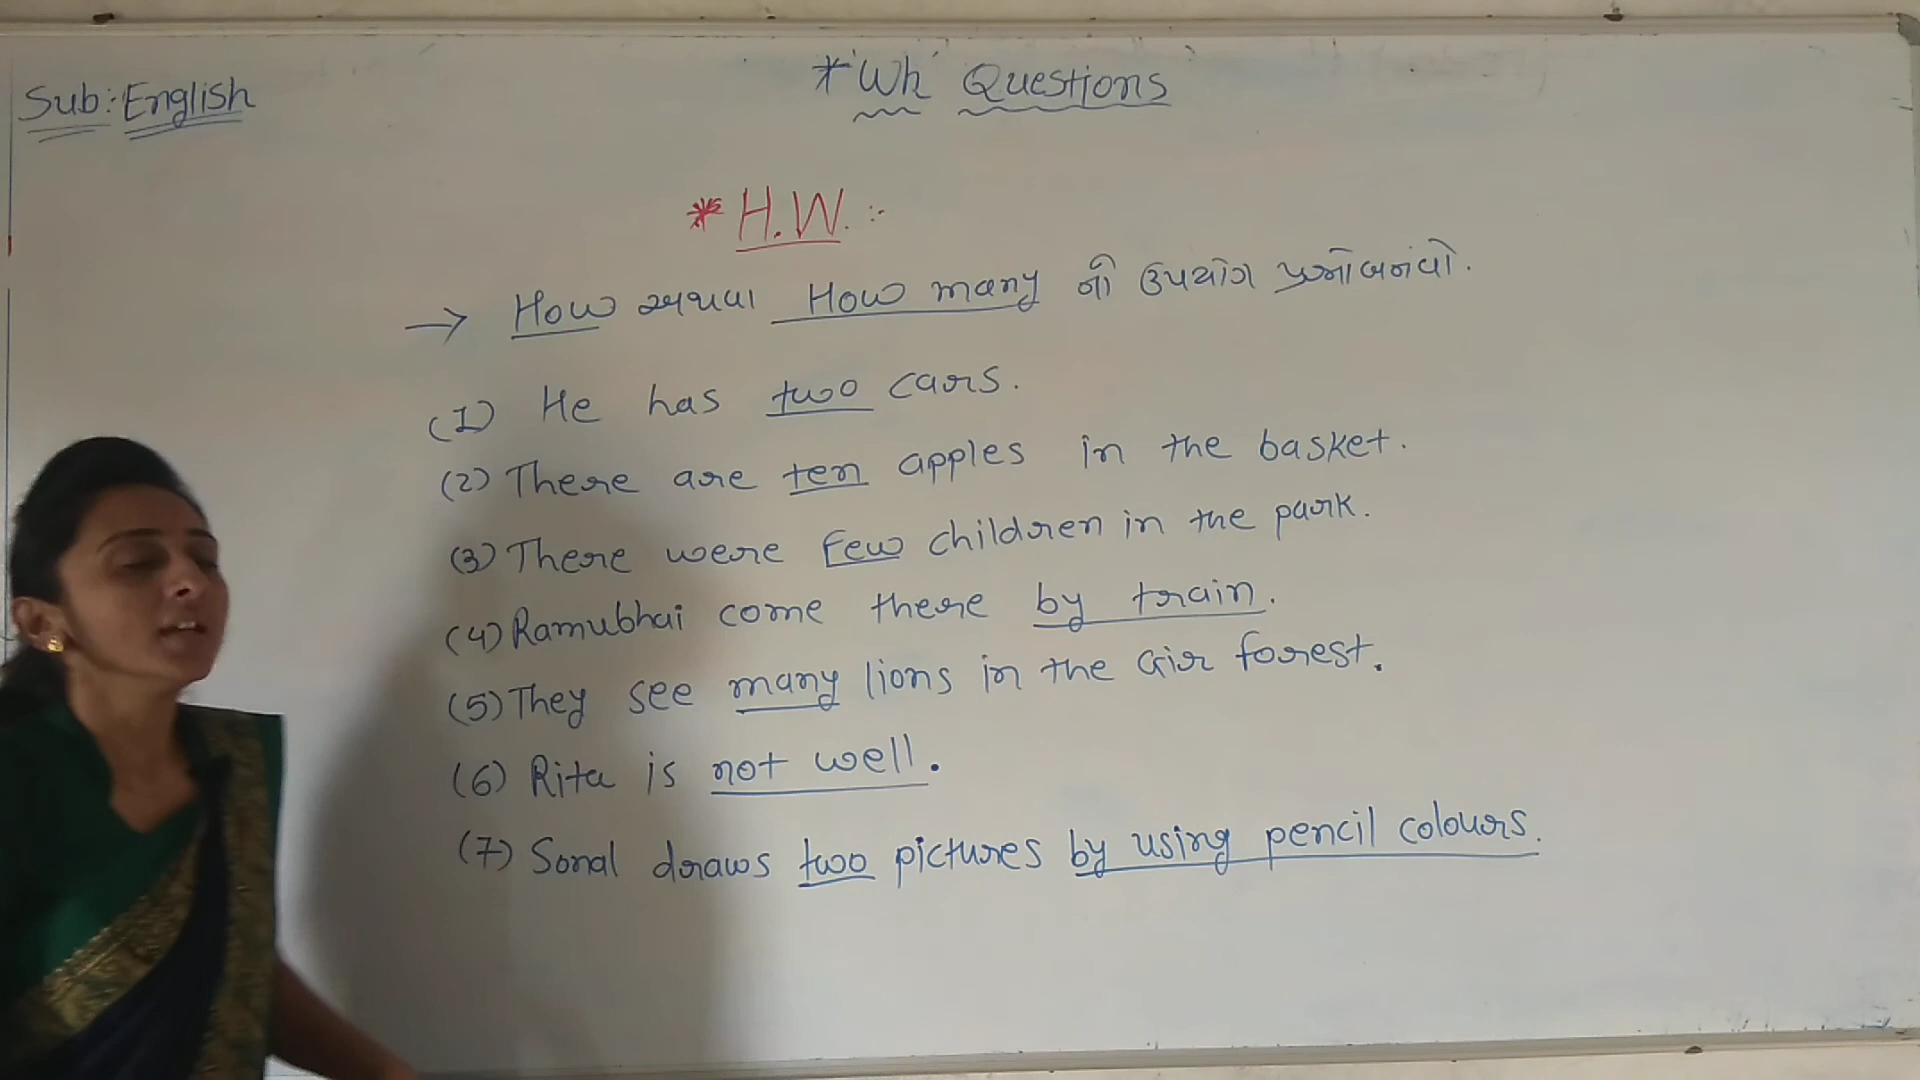 Sub: English
* 'Wh' Questions
* H.W. :-
→ How અથવા How many નો ઉપયોગ પ્રશ્નો બનાવો.
(1) He has two cars.
(2) There are ten apples in the basket.
(3) There were few children in the park.
(4) Ramubhai come there by train.
(5) They see many lions in the Gir forest.
(6) Rita is not well.
(7) Sonal draws two pictures by using pencil colours.